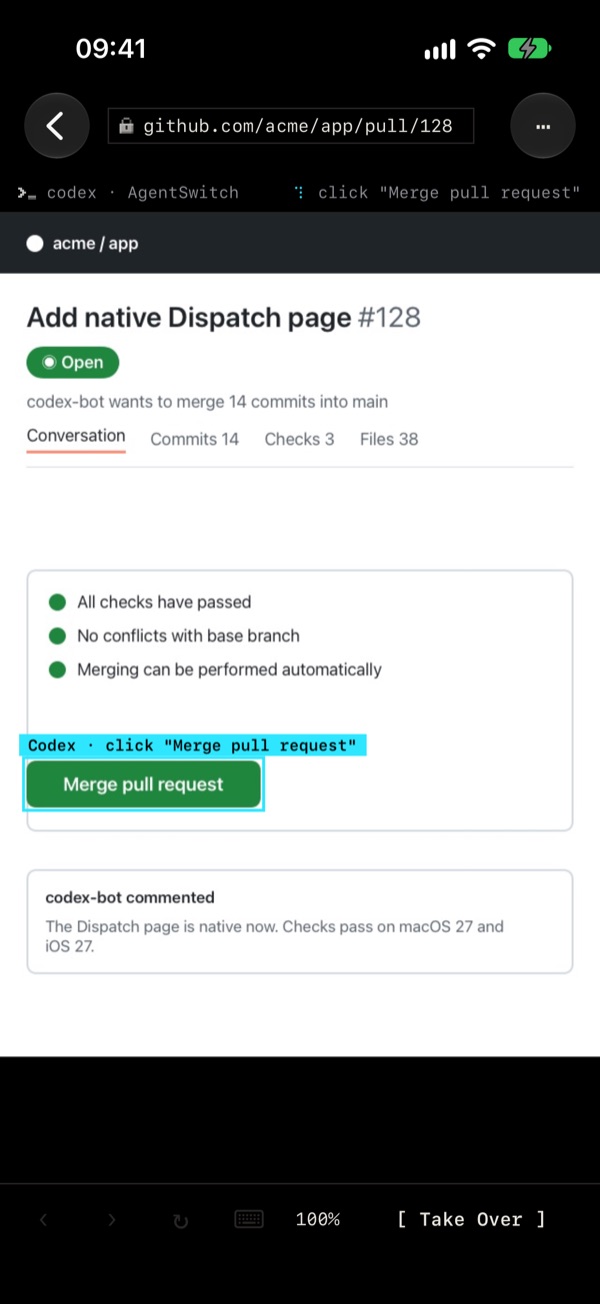 09:41
github.com/acme/app/pull/128
...
>_ codex · AgentSwitch
click "Merge pull request"
acme / app
Add native Dispatch page #128
Open
codex-bot wants to merge 14 commits into main
Conversation Commits 14 Checks 3 Files 38
All checks have passed
No conflicts with base branch
Merging can be performed automatically
Codex · click "Merge pull request"
Merge pull request
codex-bot commented
The Dispatch page is native now. Checks pass on macOS 27 and
iOS 27.
100% [ Take Over ]